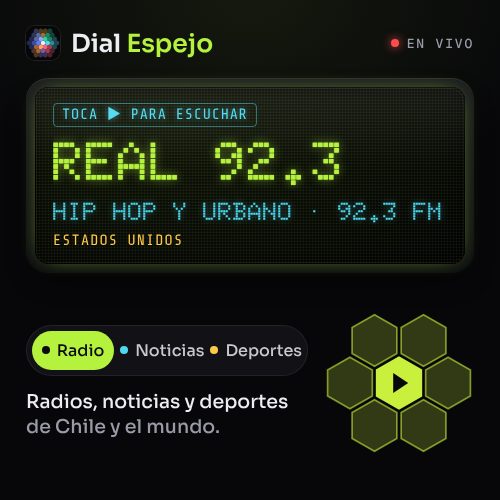 Dial Espejo
EN VIVO
TOCA ▶ PARA ESCUCHAR
REAL 92.3
HIP HOP Y URBANO · 92.3 FM
ESTADOS UNIDOS
Radio
Noticias
Deportes
Radios, noticias y deportes
de Chile y el mundo.